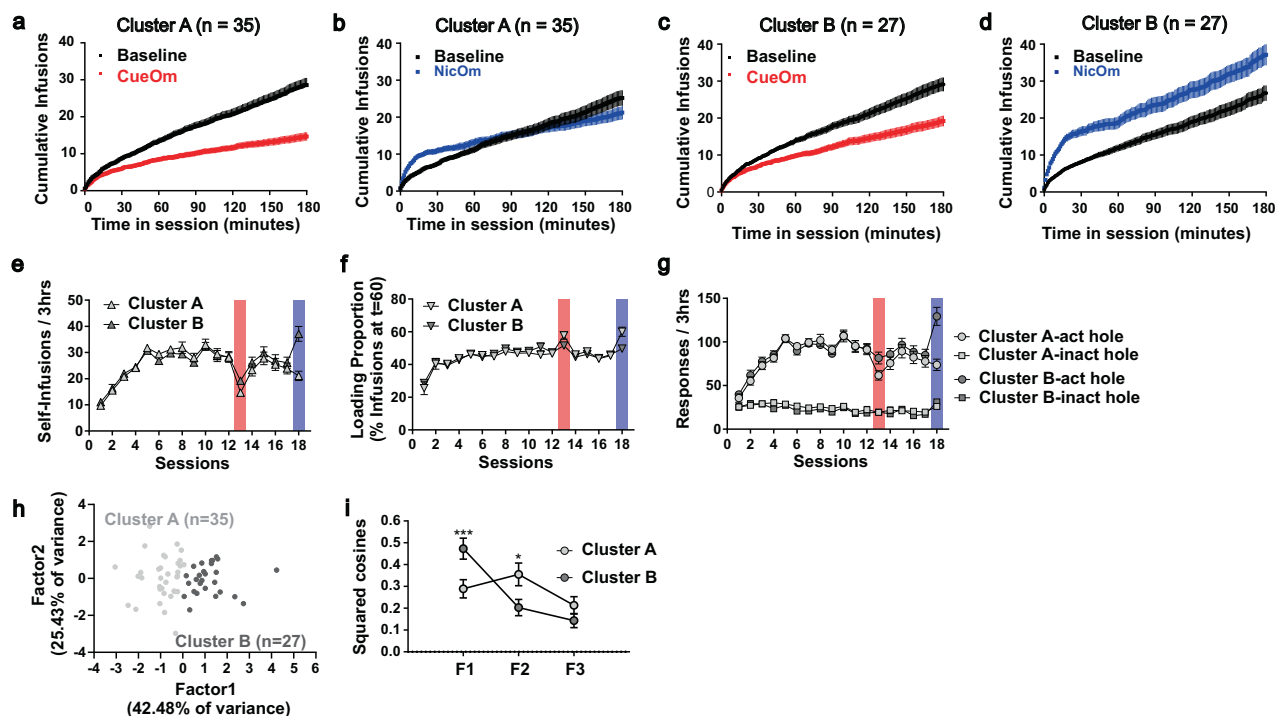 a
Cluster A (n = 35)
Cumulative Infusions
40
30
20
10
0
Baseline
CueOm
0 30 60 90 120 150 180
Time in session (minutes)
b
Cluster A (n = 35)
Cumulative Infusions
40
30
20
10
0
Baseline
NicOm
0 30 60 90 120 150 180
Time in session (minutes)
c
Cluster B (n = 27)
Cumulative Infusions
40
30
20
10
0
Baseline
CueOm
0 30 60 90 120 150 180
Time in session (minutes)
d
Cluster B (n = 27)
Cumulative Infusions
40
30
20
10
0
Baseline
NicOm
0 30 60 90 120 150 180
Time in session (minutes)
e
Self-Infusions / 3hrs
50
40
30
20
10
0
Cluster A
Cluster B
0 2 4 6 8 10 12 14 16 18
Sessions
f
Loading Proportion
(% Infusions at t=60)
80
60
40
20
0
Cluster A
Cluster B
0 2 4 6 8 10 12 14 16 18
Sessions
g
Responses / 3hrs
150
100
50
0
0 2 4 6 8 10 12 14 16 18
Sessions
Cluster A-act hole
Cluster A-inact hole
Cluster B-act hole
Cluster B-inact hole
h
Factor2
(25.43% of variance)
4
2
0
-2
-4
Cluster A (n=35)
Cluster B (n=27)
-4 -3 -2 -1 0 1 2 3 4 5 6
Factor1
(42.48% of variance)
i
Squared cosines
0.6
0.5
0.4
0.3
0.2
0.1
***
*
Cluster A
Cluster B
F1 F2 F3